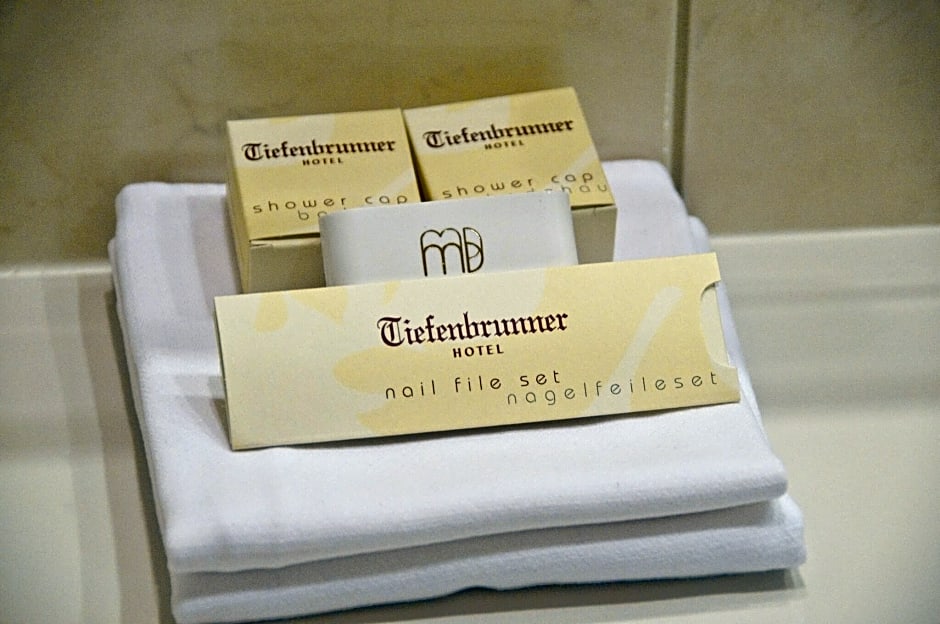 Tiefenbrunner
HOTEL
shower cap
Tiefenbrunner
HOTEL
shower cap
MD
Tiefenbrunner
HOTEL
nail file set
nagelfeileset